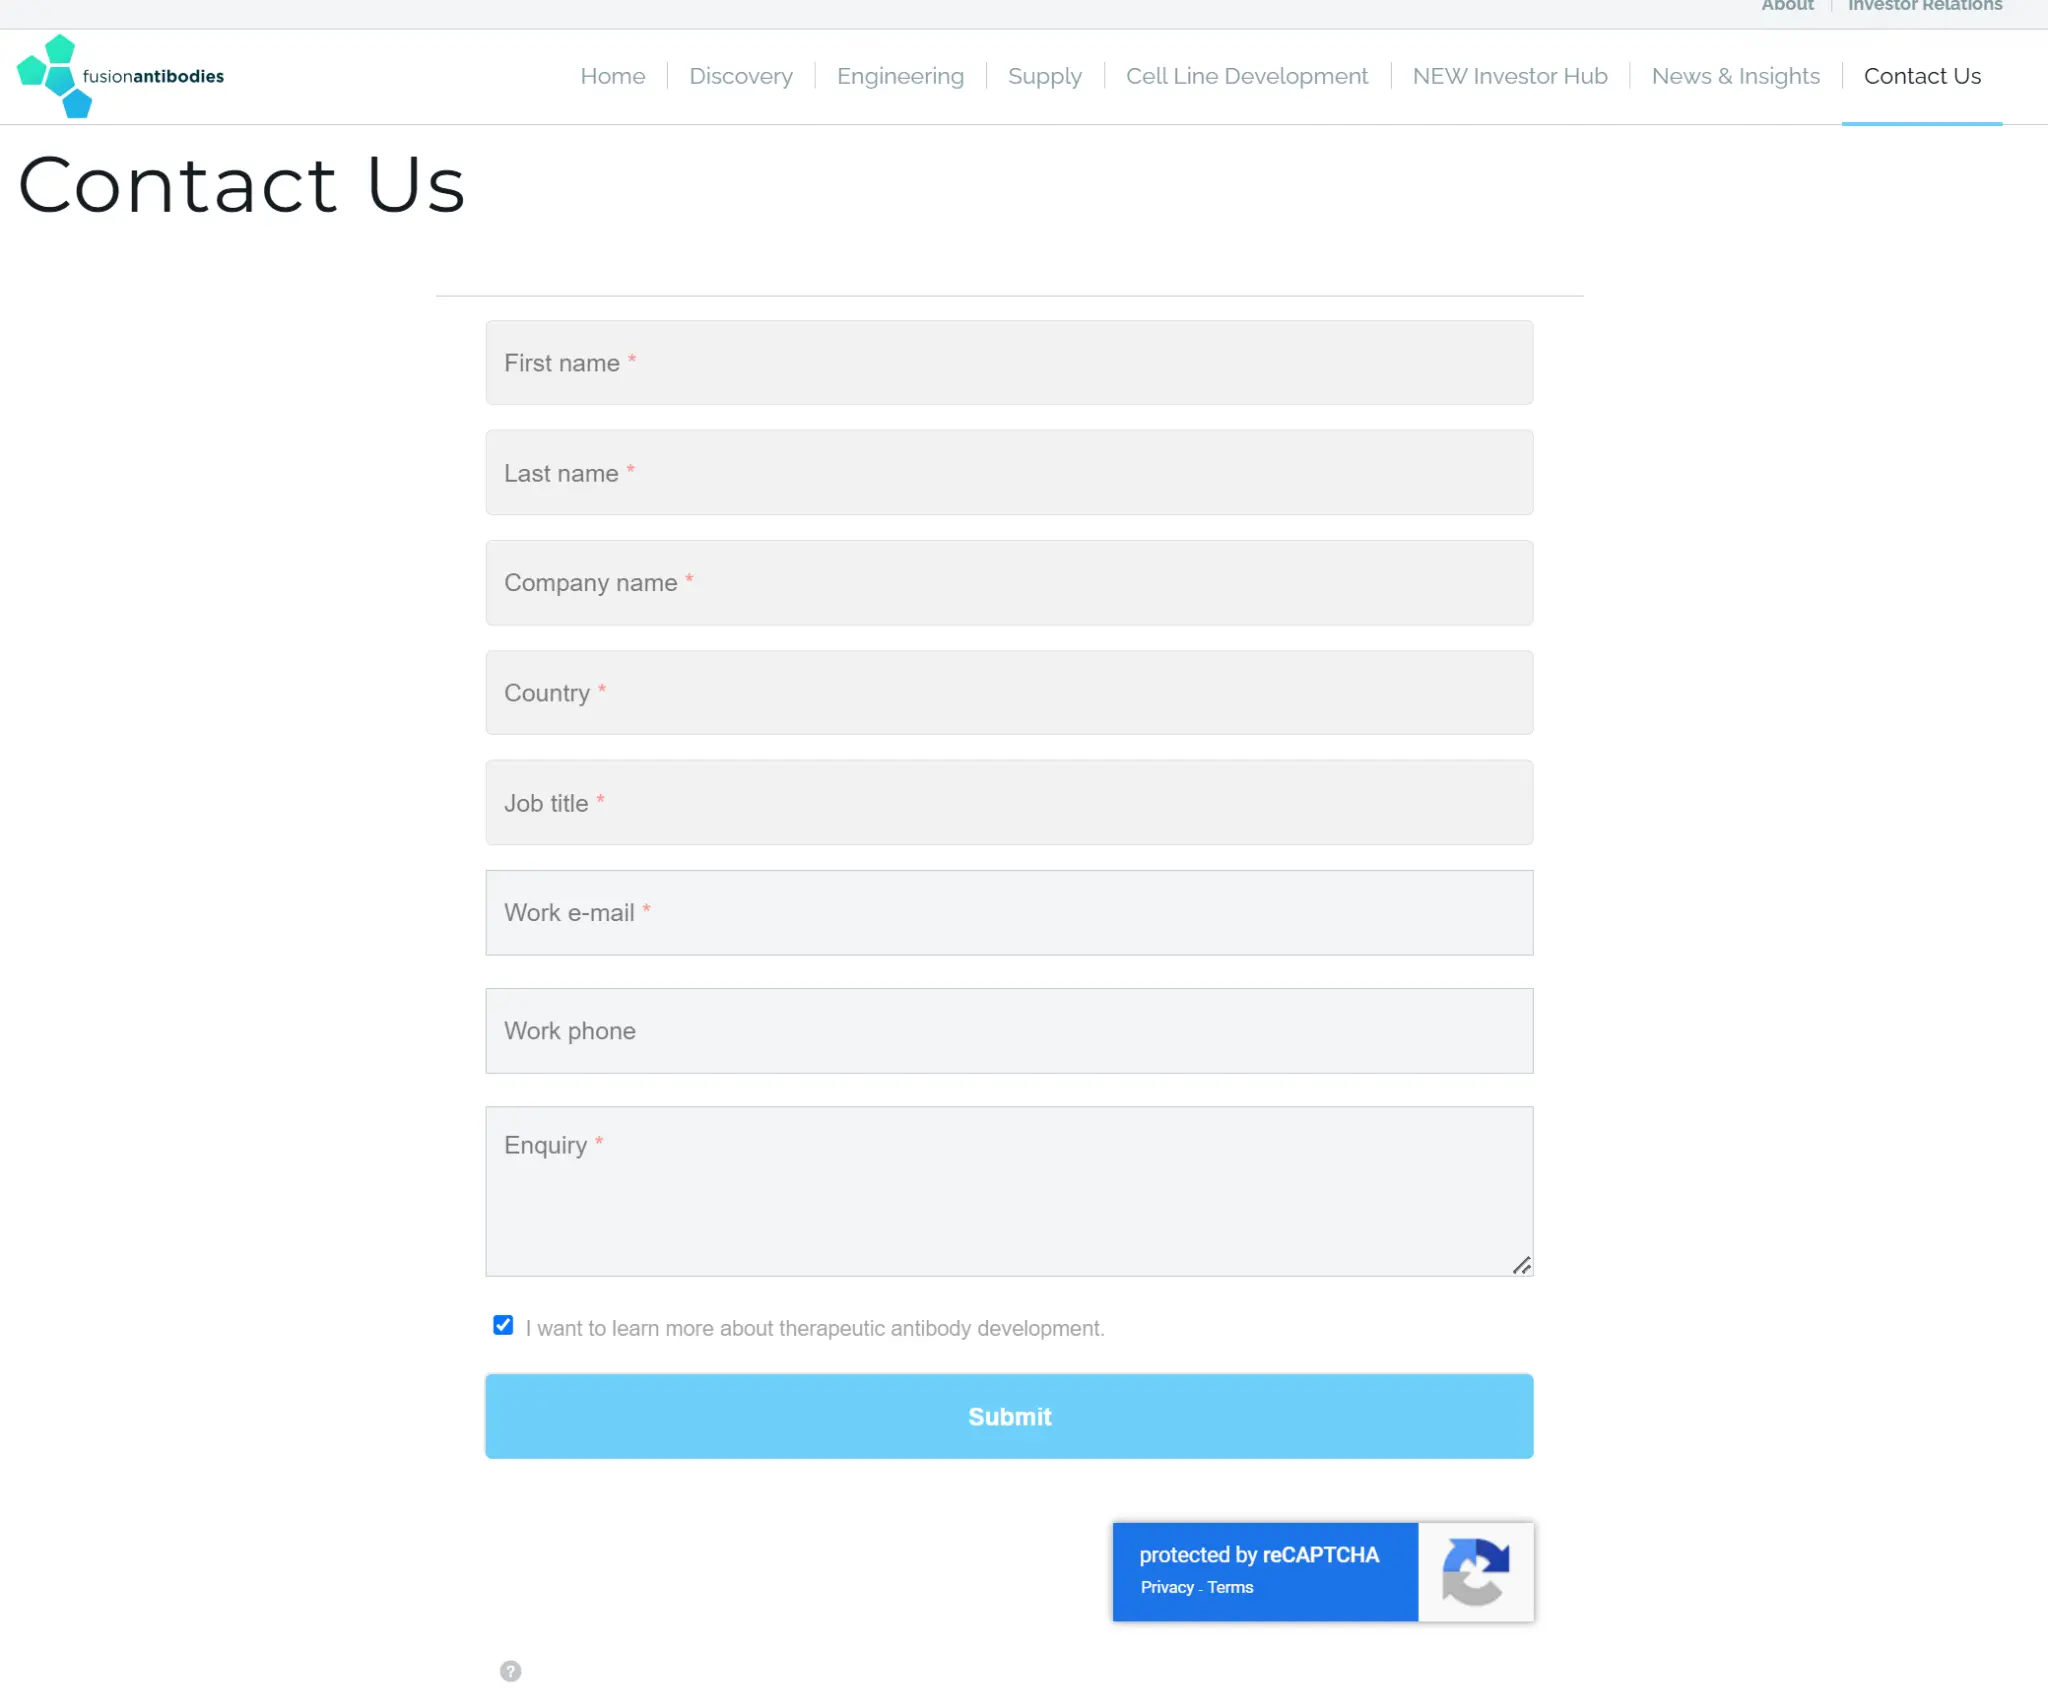 About
Investor Relations
fusionantibodies
Home
Discovery
Engineering
Supply
Cell Line Development
NEW Investor Hub
News & Insights
Contact Us
Contact Us
First name *
Last name *
Company name *
Country *
Job title *
Work e-mail *
Work phone
Enquiry *
I want to learn more about therapeutic antibody development.
Submit
protected by reCAPTCHA
Privacy - Terms
?